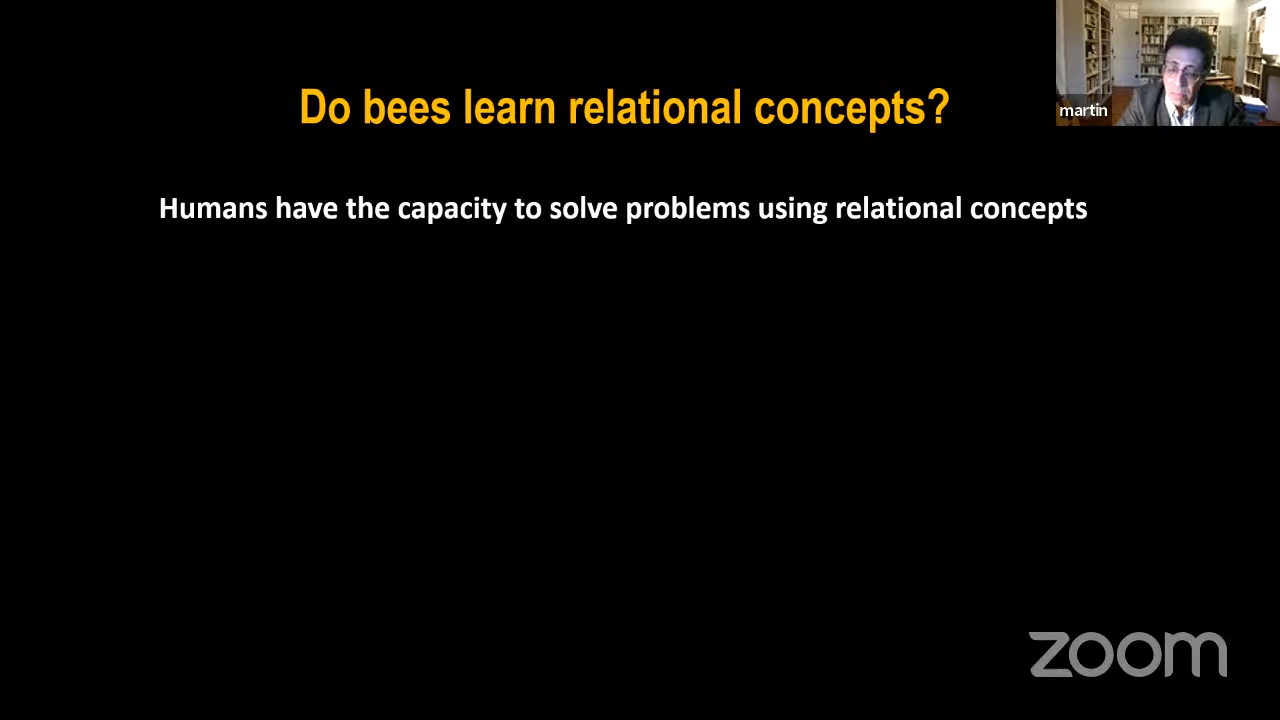 Do bees learn relational concepts?
martin
Humans have the capacity to solve problems using relational concepts
zoom